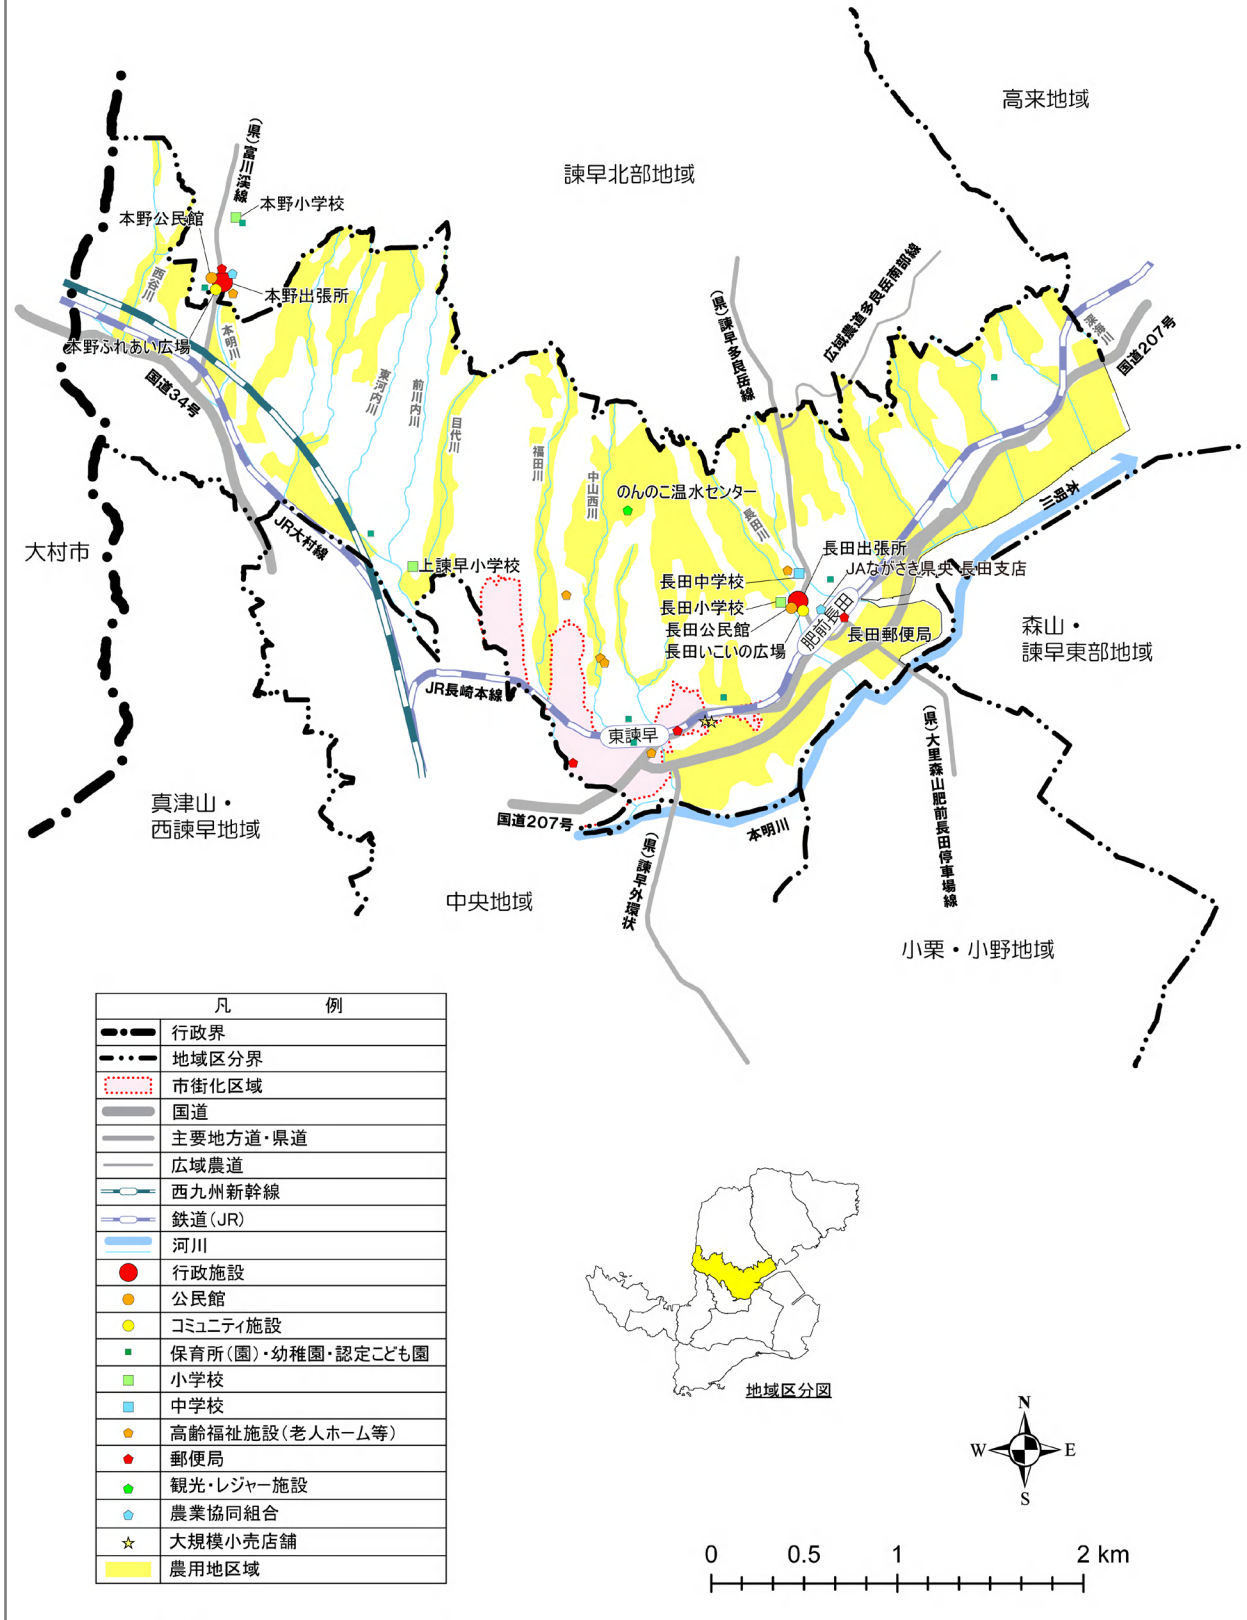 高来地域
諫早北部地域
(県)富川渓線
本野小学校
本野公民館
西谷川
本野出張所
本明川
本野ふれあい広場
国道34号
東河内川
前川内川
目代川
福田川
中山西川
(県)諫早多良岳線
広域農道多良岳南部線
深海川
国道207号
のんのこ温水センター
長田川
本明川
大村市
JR大村線
上諫早小学校
長田出張所
JAながさき県央 長田支店
長田中学校
長田小学校
長田公民館
長田いこいの広場
肥前長田
長田郵便局
森山・
諫早東部地域
JR長崎本線
東諫早
(県)大里森山肥前長田停車場線
真津山・
西諫早地域
国道207号
本明川
(県)諫早外環状
中央地域
小栗・小野地域
凡例
行政界
地域区分界
市街化区域
国道
主要地方道・県道
広域農道
西九州新幹線
鉄道(JR)
河川
行政施設
公民館
コミュニティ施設
保育所(園)・幼稚園・認定こども園
小学校
中学校
高齢福祉施設(老人ホーム等)
郵便局
観光・レジャー施設
農業協同組合
大規模小売店舗
農用地区域
地域区分図
N
W E
S
0 0.5 1 2 km